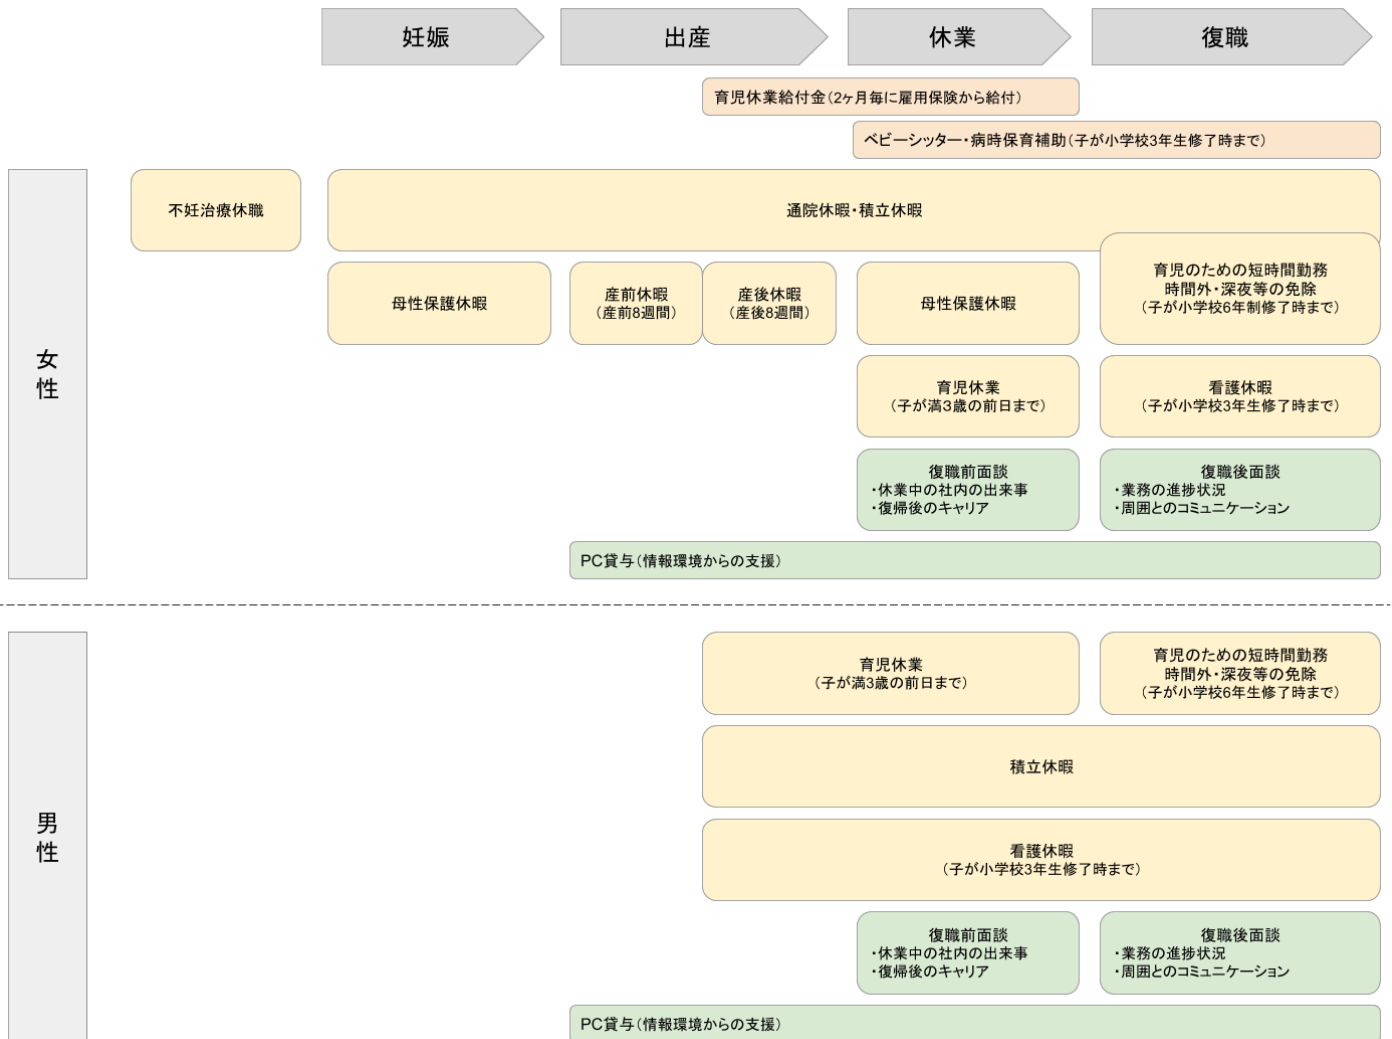 妊娠
出産
休業
復職
育児休業給付金（2ヶ月毎に雇用保険から給付）
ベビーシッター・病時保育補助（子が小学校3年生修了時まで）
女性
不妊治療休職
通院休暇・積立休暇
母性保護休暇
産前休暇
（産前8週間）
産後休暇
（産後8週間）
母性保護休暇
育児のための短時間勤務
時間外・深夜等の免除
（子が小学校6年制修了時まで）
育児休業
（子が満3歳の前日まで）
看護休暇
（子が小学校3年生修了時まで）
復職前面談
・休業中の社内の出来事
・復帰後のキャリア
復職後面談
・業務の進捗状況
・周囲とのコミュニケーション
PC貸与（情報環境からの支援）
男性
育児休業
（子が満3歳の前日まで）
育児のための短時間勤務
時間外・深夜等の免除
（子が小学校6年生修了時まで）
積立休暇
看護休暇
（子が小学校3年生修了時まで）
復職前面談
・休業中の社内の出来事
・復帰後のキャリア
復職後面談
・業務の進捗状況
・周囲とのコミュニケーション
PC貸与（情報環境からの支援）